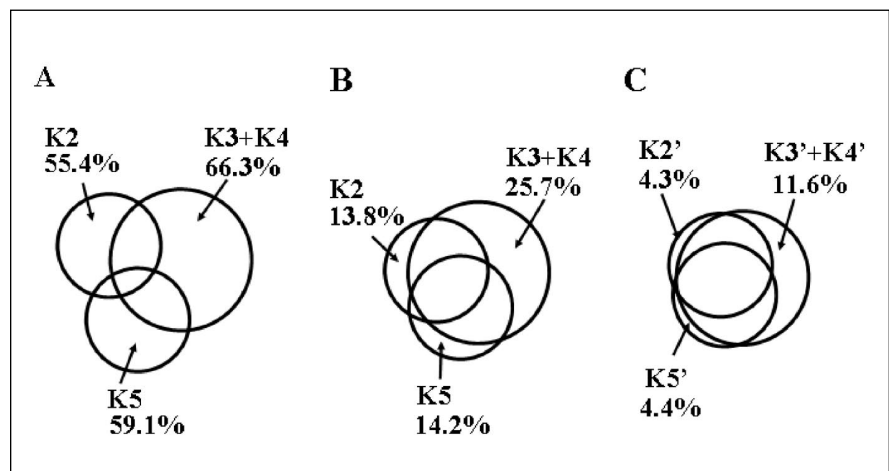 A
K2
55.4%
K3+K4
66.3%
K5
59.1%
B
K2
13.8%
K3+K4
25.7%
K5
14.2%
C
K2’
4.3%
K3’+K4’
11.6%
K5’
4.4%